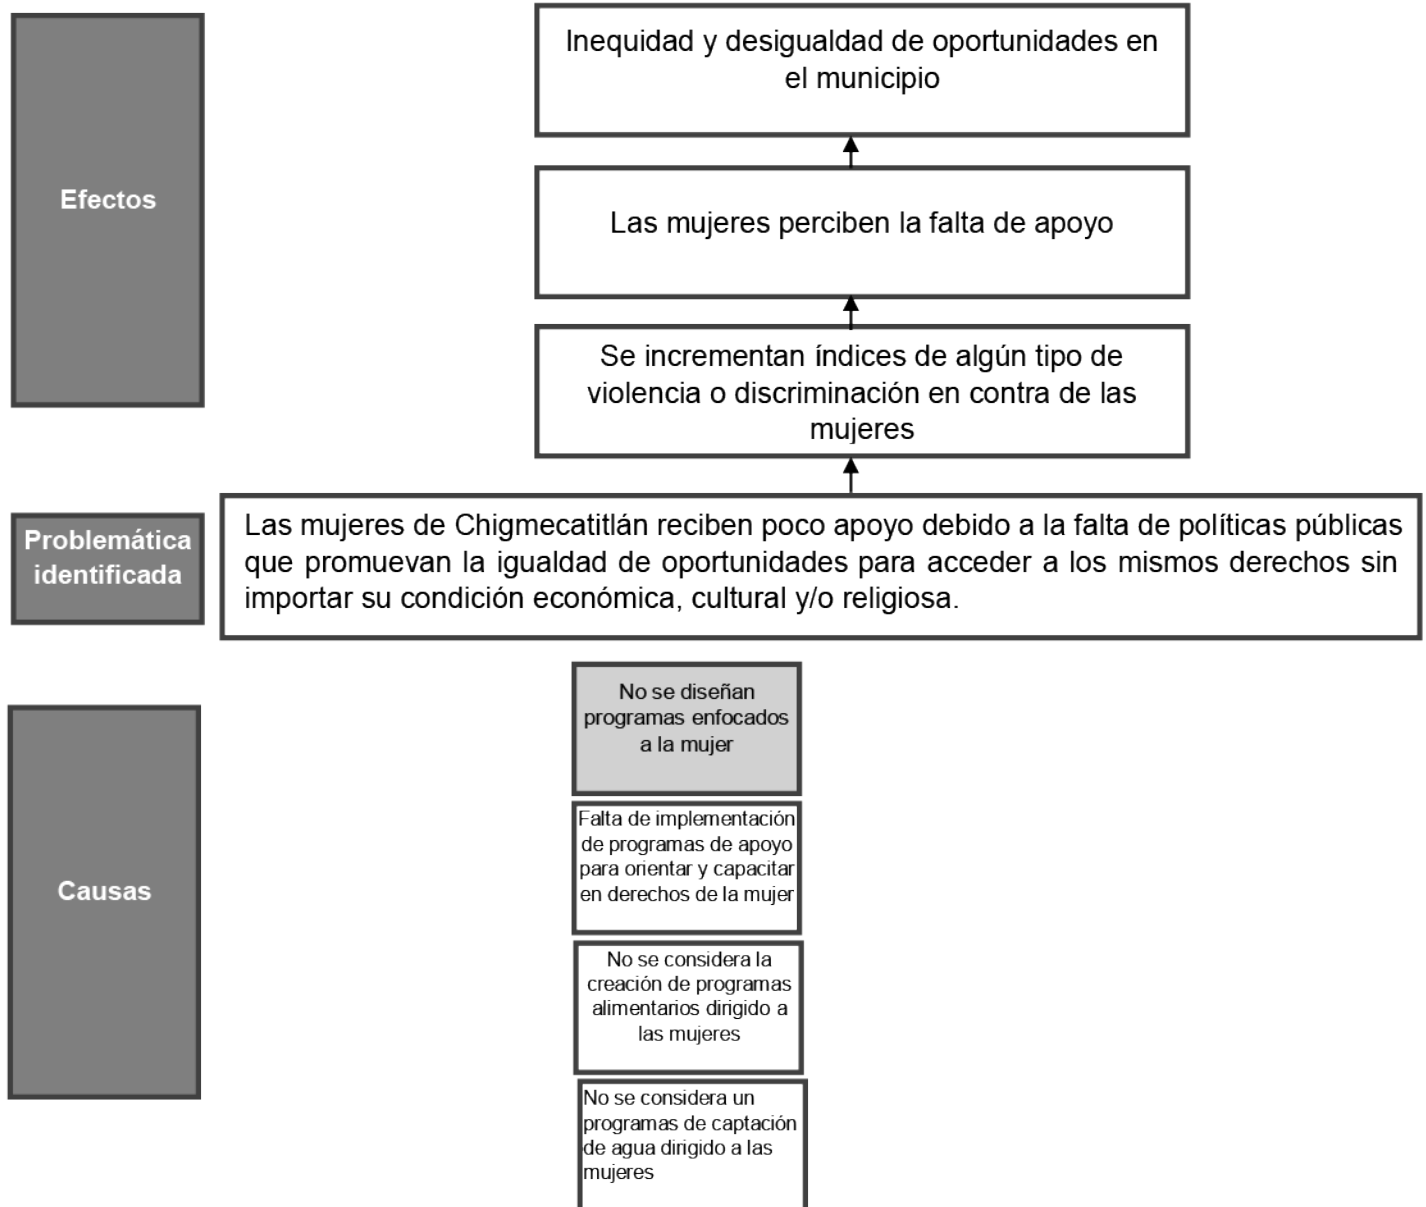 Inequidad y desigualdad de oportunidades en
el municipio
Efectos
Las mujeres perciben la falta de apoyo
Se incrementan índices de algún tipo de
violencia o discriminación en contra de las
mujeres
Problemática
identificada
Las mujeres de Chigmecatitlán reciben poco apoyo debido a la falta de políticas públicas
que promuevan la igualdad de oportunidades para acceder a los mismos derechos sin
importar su condición económica, cultural y/o religiosa.
No se diseñan
programas enfocados
a la mujer
Causas
Falta de implementación
de programas de apoyo
para orientar y capacitar
en derechos de la mujer
No se considera la
creación de programas
alimentarios dirigido a
las mujeres
No se considera un
programas de captación
de agua dirigido a las
mujeres